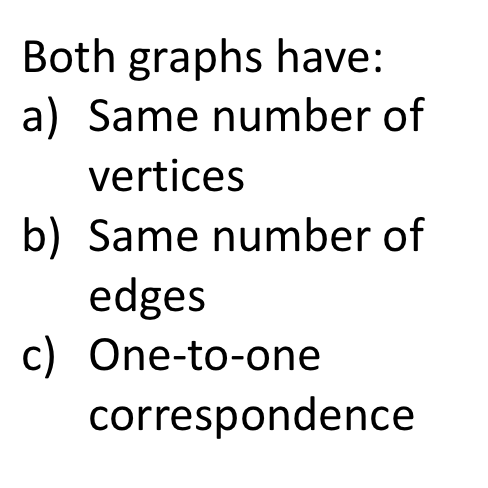 Both graphs have:
a) Same number of
vertices
b) Same number of
edges
c) One-to-one
correspondence